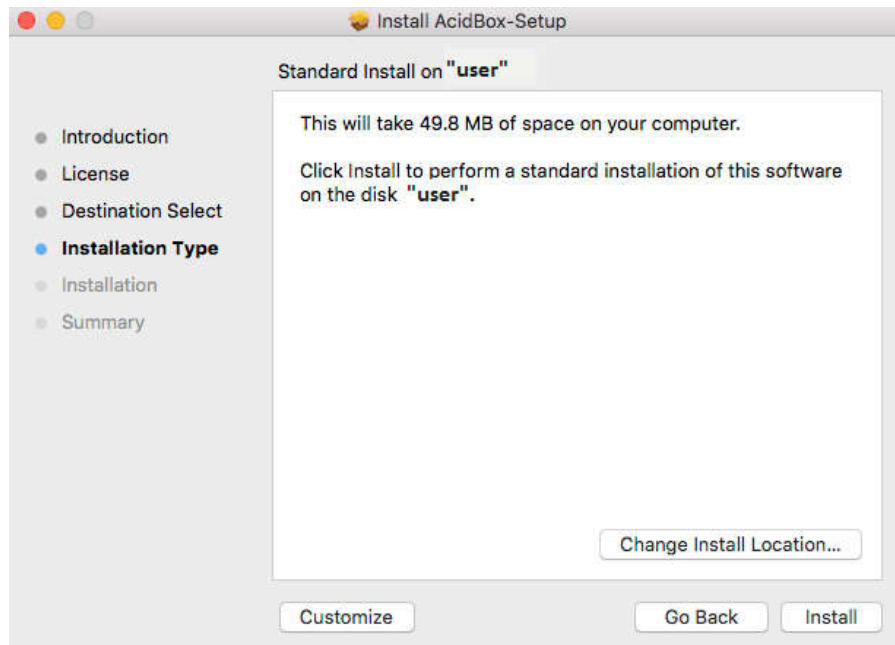 Install AcidBox-Setup
Standard Install on "user"
Introduction
License
Destination Select
Installation Type
Installation
Summary
This will take 49.8 MB of space on your computer.
Click Install to perform a standard installation of this software
on the disk "user".
Change Install Location...
Customize
Go Back
Install